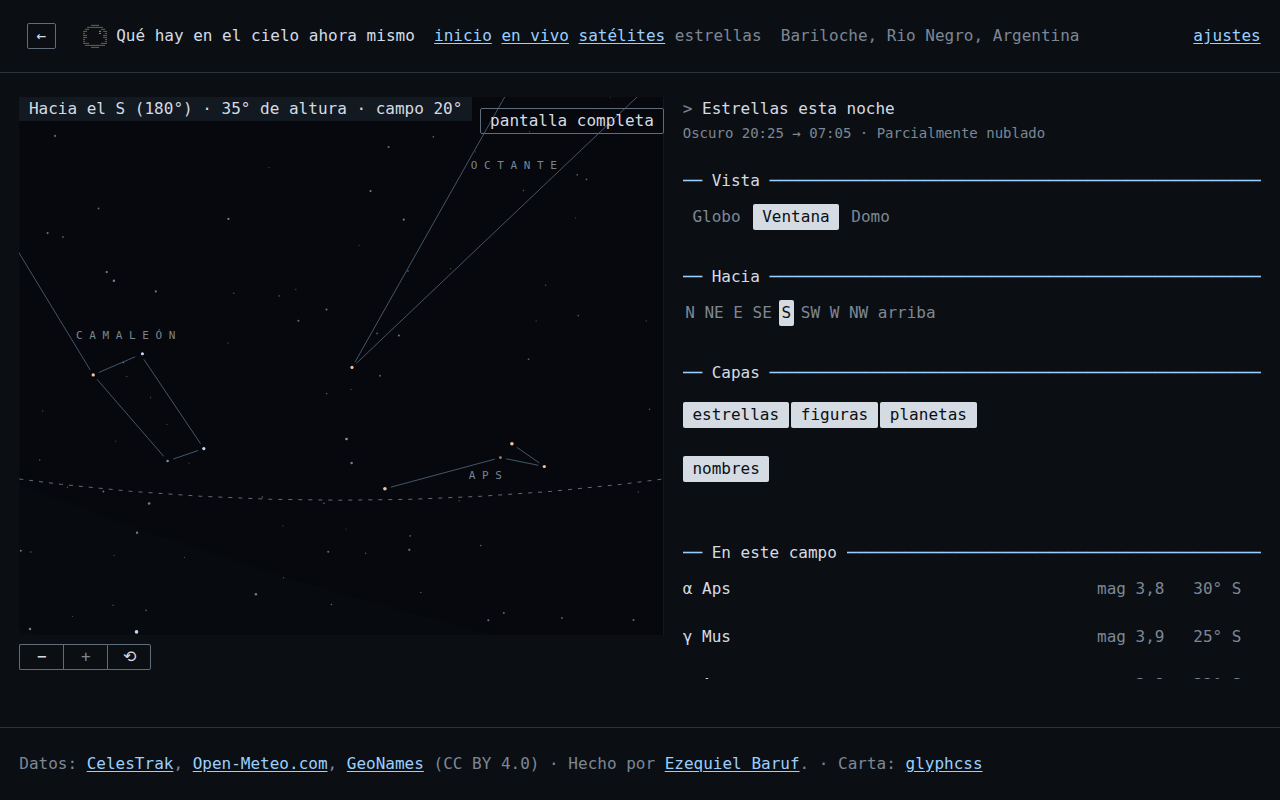 ← Qué hay en el cielo ahora mismo inicio en vivo satélites estrellas Bariloche, Rio Negro, Argentina ajustes
Hacia el S (180°) · 35° de altura · campo 20°
pantalla completa
OCTANTE
CAMALEÓN
APS
− + ⟲
> Estrellas esta noche
Oscuro 20:25 → 07:05 · Parcialmente nublado
Vista
Globo Ventana Domo
Hacia
N NE E SE S SW W NW arriba
Capas
estrellas figuras planetas
nombres
En este campo
α Aps mag 3,8 30° S
γ Mus mag 3,9 25° S
Datos: CelesTrak, Open-Meteo.com, GeoNames (CC BY 4.0) · Hecho por Ezequiel Baruf. · Carta: glyphcss